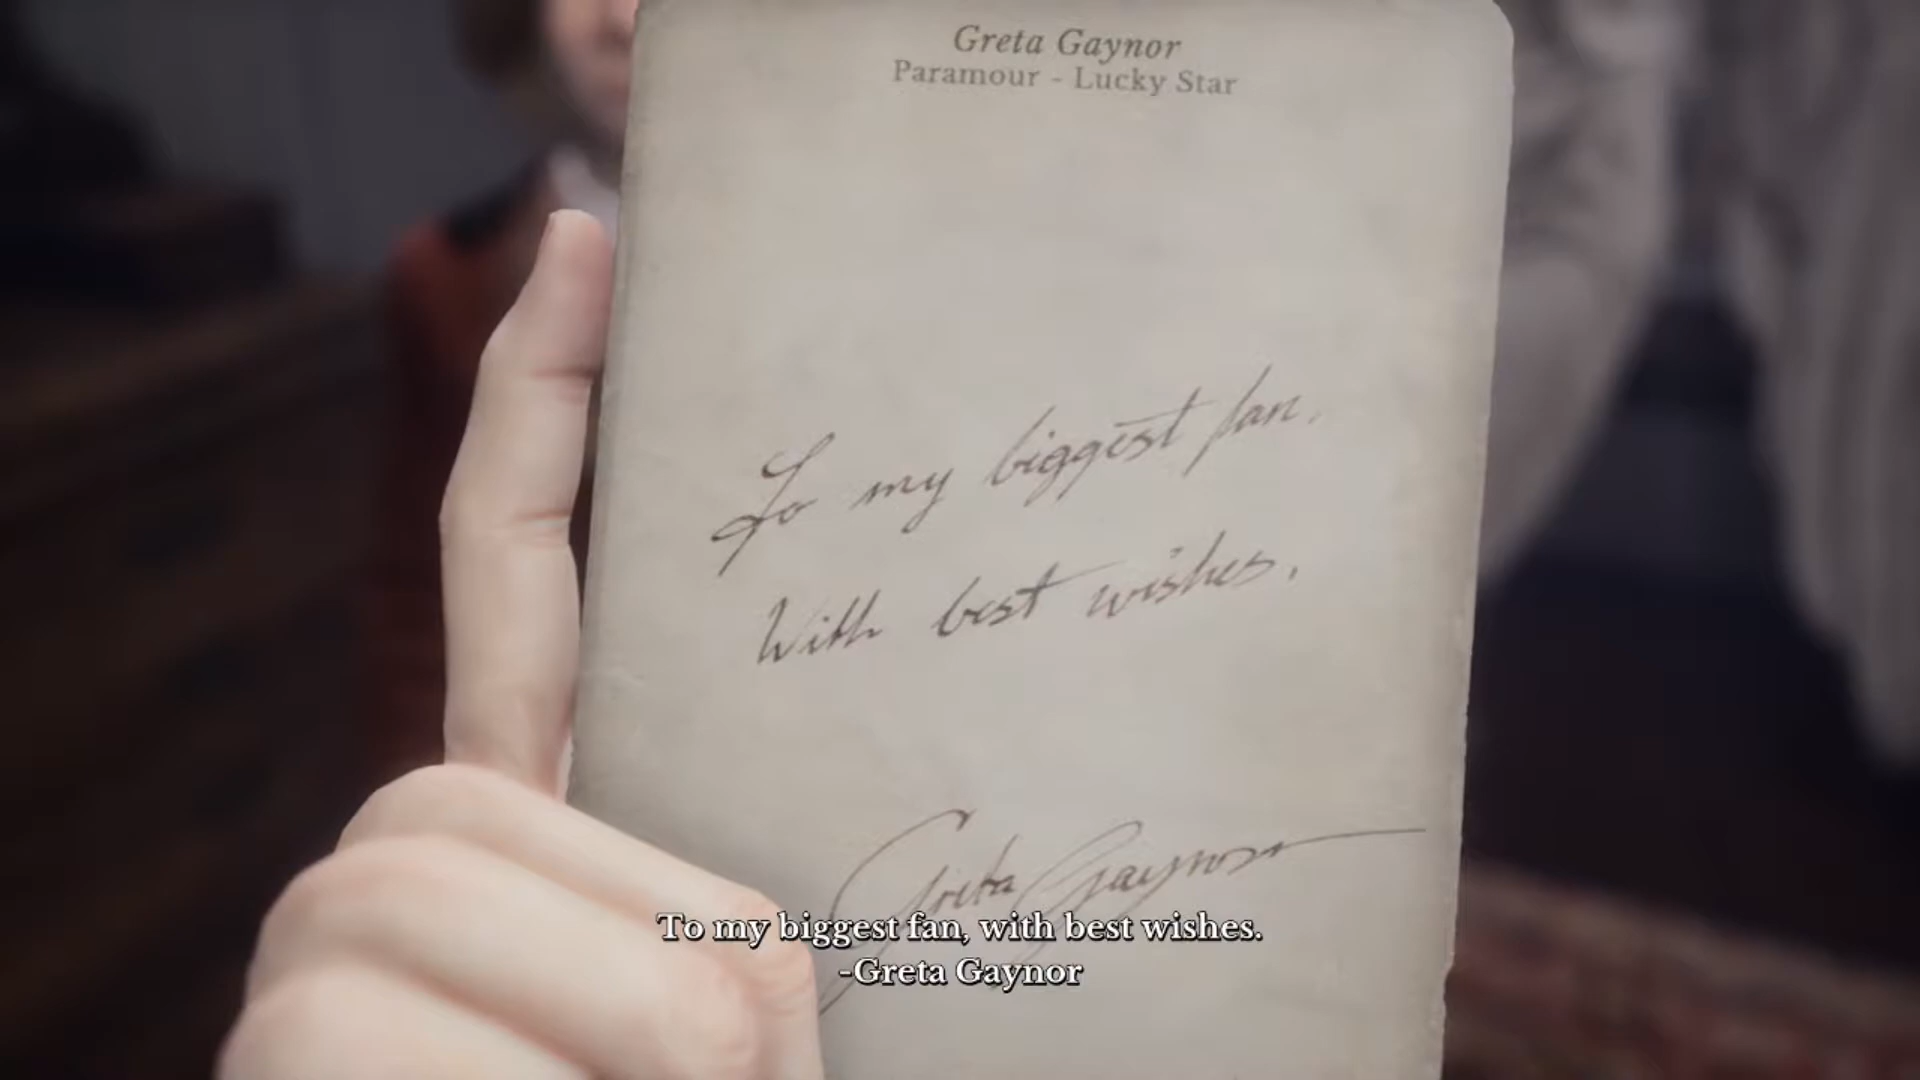 Greta Gaynor
Paramour - Lucky Star
To my biggest fan.
With best wishes.
Greta Gaynor
To my biggest fan, with best wishes.
-Greta Gaynor